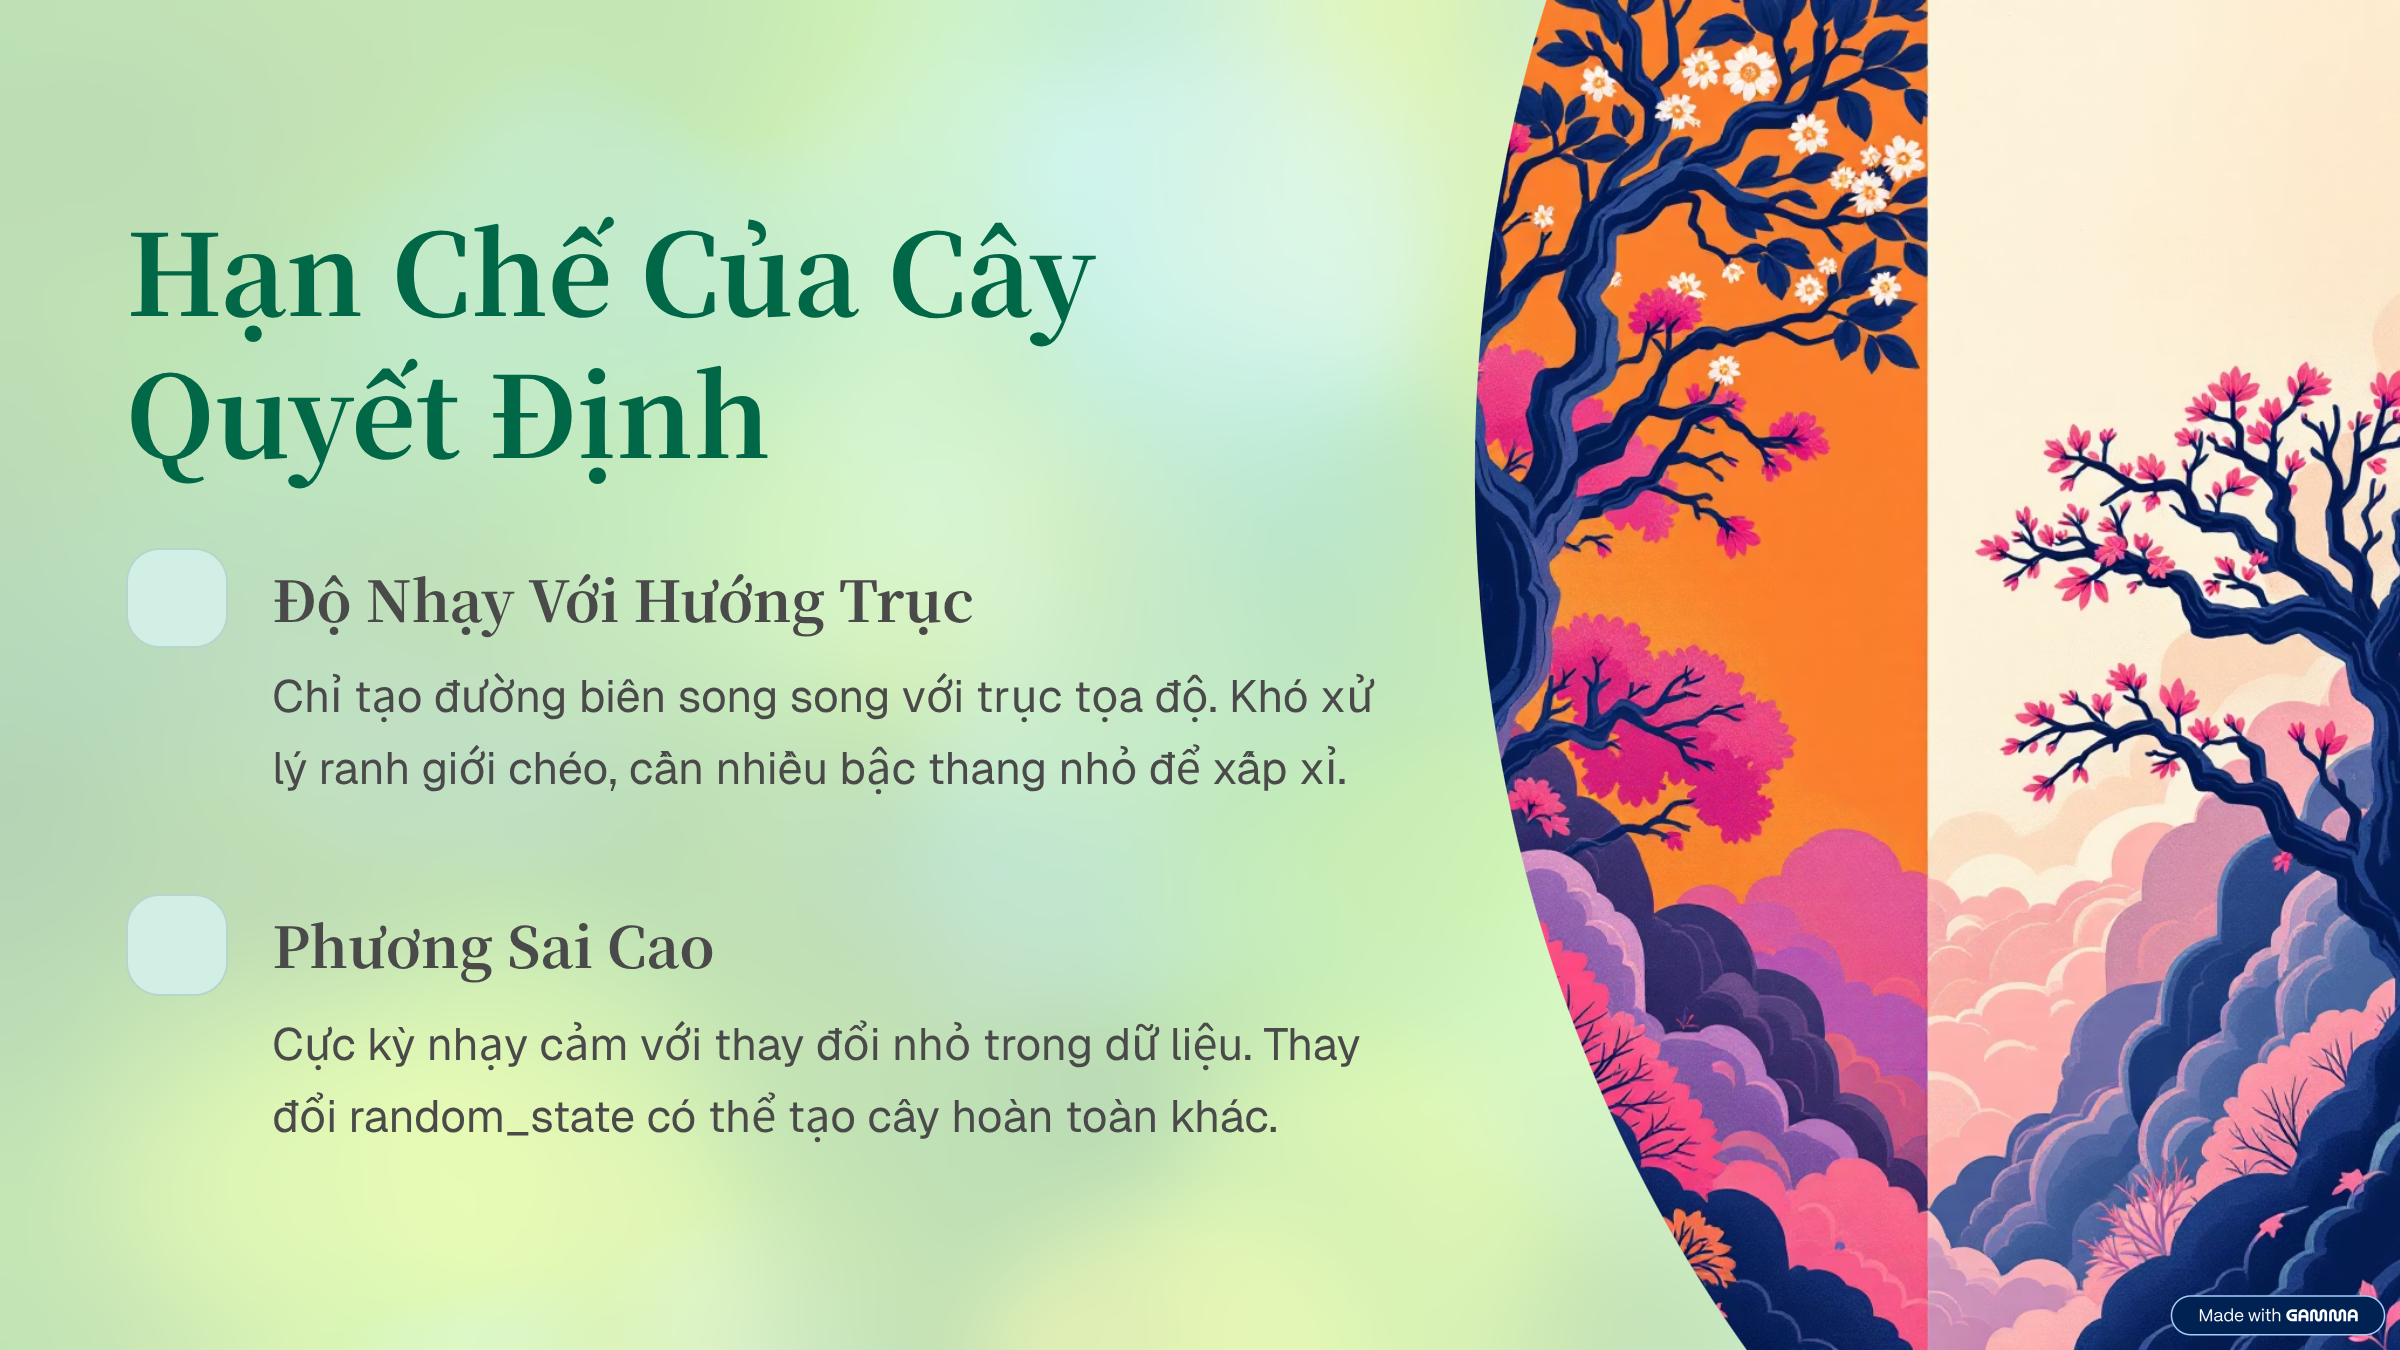 Hạn Chế Của Cây
Quyết Định
Độ Nhạy Với Hướng Trục
Chỉ tạo đường biên song song với trục tọa độ. Khó xử
lý ranh giới chéo, cần nhiều bậc thang nhỏ để xấp xỉ.
Phương Sai Cao
Cực kỳ nhạy cảm với thay đổi nhỏ trong dữ liệu. Thay
đổi random_state có thể tạo cây hoàn toàn khác.
Made with GAMMA